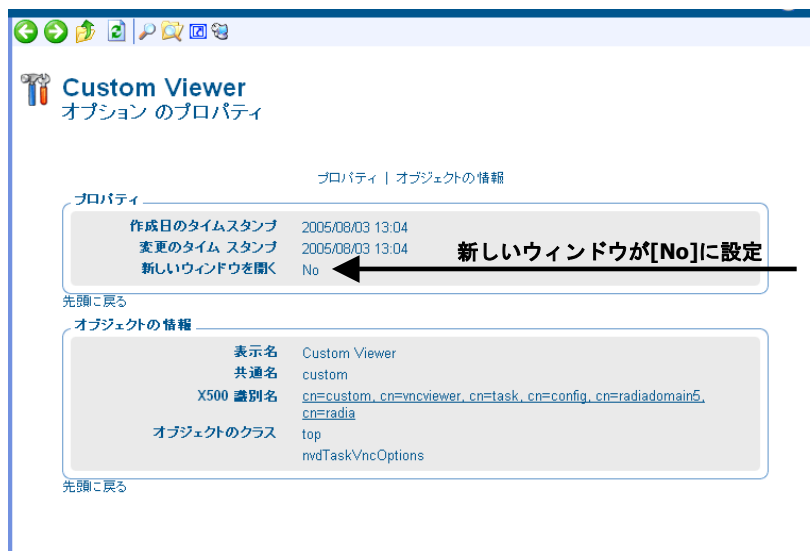 Custom Viewer
オプション のプロパティ
プロパティ | オブジェクトの情報
プロパティ
作成日のタイムスタンプ 2005/08/03 13:04
変更のタイム スタンプ 2005/08/03 13:04
新しいウィンドウを開く No
新しいウィンドウが[No]に設定
先頭に戻る
オブジェクトの情報
表示名 Custom Viewer
共通名 custom
X500 識別名 cn=custom, cn=vncviewer, cn=task, cn=config, cn=radiadomain5,
cn=radia
オブジェクトのクラス top
nvdTaskVncOptions
先頭に戻る